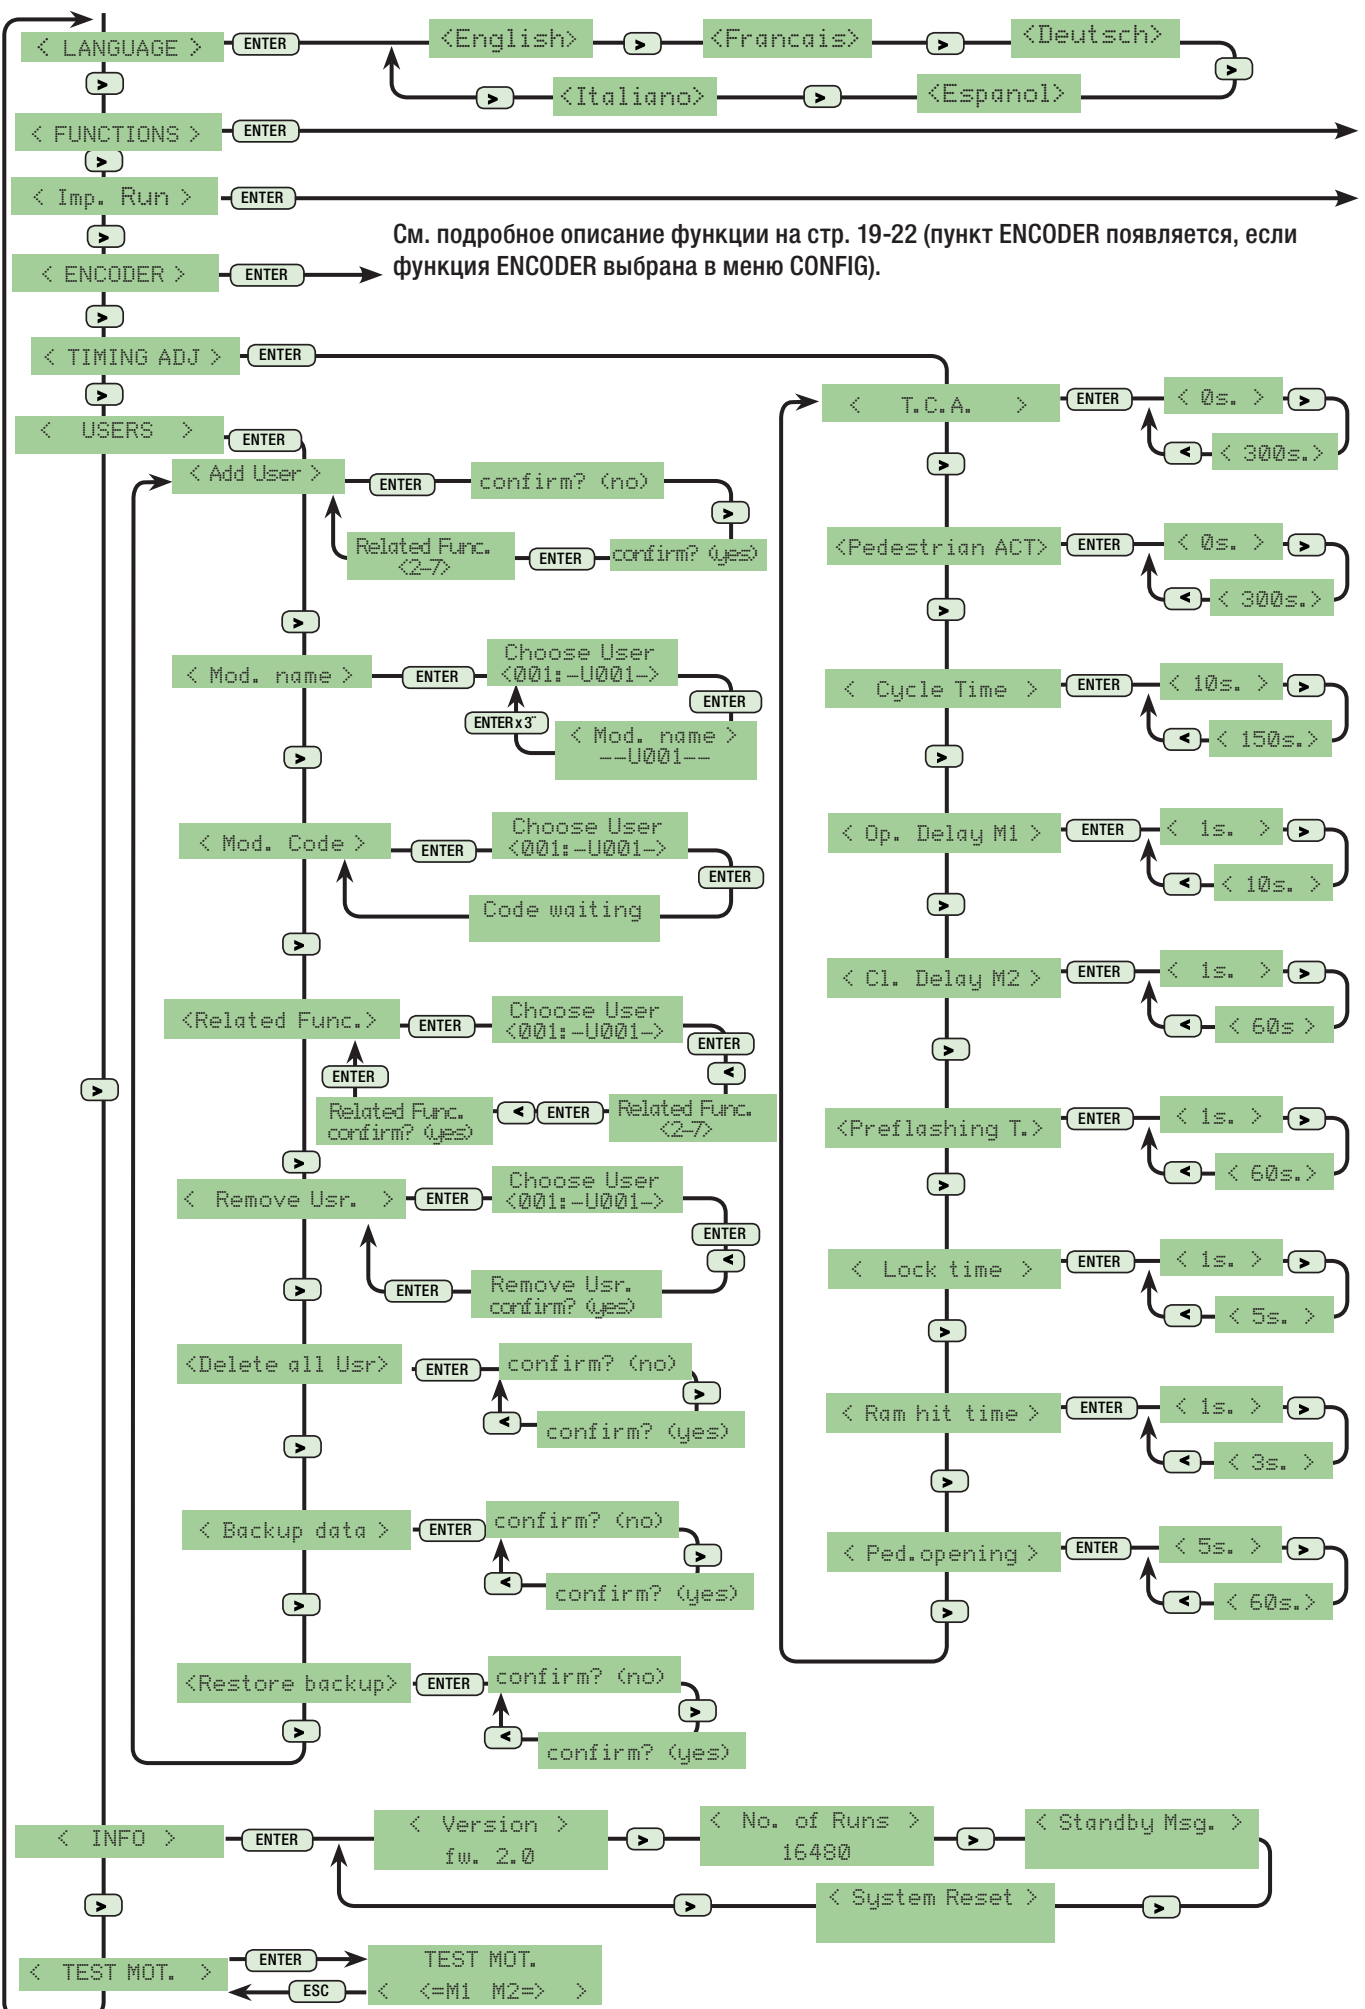 < LANGUAGE >
ENTER
<English>
>
<Francais>
>
<Deutsch>
>
<Espanol>
>
<Italiano>
>
>
< FUNCTIONS >
ENTER
>
< Imp. Run >
ENTER
>
< ENCODER >
ENTER
См. подробное описание функции на стр. 19-22 (пункт ENCODER появляется, если
функция ENCODER выбрана в меню CONFIG).
>
< TIMING ADJ >
ENTER
>
< USERS >
ENTER
< Add User >
ENTER
confirm? (no)
>
confirm? (yes)
ENTER
Related Func.
<2-7>
>
< Mod. name >
ENTER
Choose User
<001:-U001->
ENTER
< Mod. name >
--U001--
ENTER x 3"
>
< Mod. Code >
ENTER
Choose User
<001:-U001->
ENTER
Code waiting
>
<Related Func.>
ENTER
Choose User
<001:-U001->
ENTER
<
Related Func.
<2-7>
ENTER
<
Related Func.
confirm? (yes)
ENTER
>
< Remove Usr. >
ENTER
Choose User
<001:-U001->
ENTER
<
Remove Usr.
confirm? (yes)
ENTER
>
<Delete all Usr>
ENTER
confirm? (no)
>
confirm? (yes)
<
>
< Backup data >
ENTER
confirm? (no)
>
confirm? (yes)
<
>
<Restore backup>
ENTER
confirm? (no)
>
confirm? (yes)
<
>
< T.C.A. >
ENTER
< 0s. >
>
< 300s.>
<
>
<Pedestrian ACT>
ENTER
< 0s. >
>
< 300s.>
<
>
< Cycle Time >
ENTER
< 10s. >
>
< 150s.>
<
>
< Op. Delay M1 >
ENTER
< 1s. >
>
< 10s. >
<
>
< Cl. Delay M2 >
ENTER
< 1s. >
>
< 60s >
<
>
<Preflashing T.>
ENTER
< 1s. >
>
< 60s.>
<
>
< Lock time >
ENTER
< 1s. >
>
< 5s. >
<
>
< Ram hit time >
ENTER
< 1s. >
>
< 3s. >
<
>
< Ped.opening >
ENTER
< 5s. >
>
< 60s.>
<
>
>
< INFO >
ENTER
< Version >
fw. 2.0
>
< No. of Runs >
16480
>
< Standby Msg. >
>
< System Reset >
>
>
< TEST MOT. >
ENTER
TEST MOT.
< <=M1 M2=> >
ESC